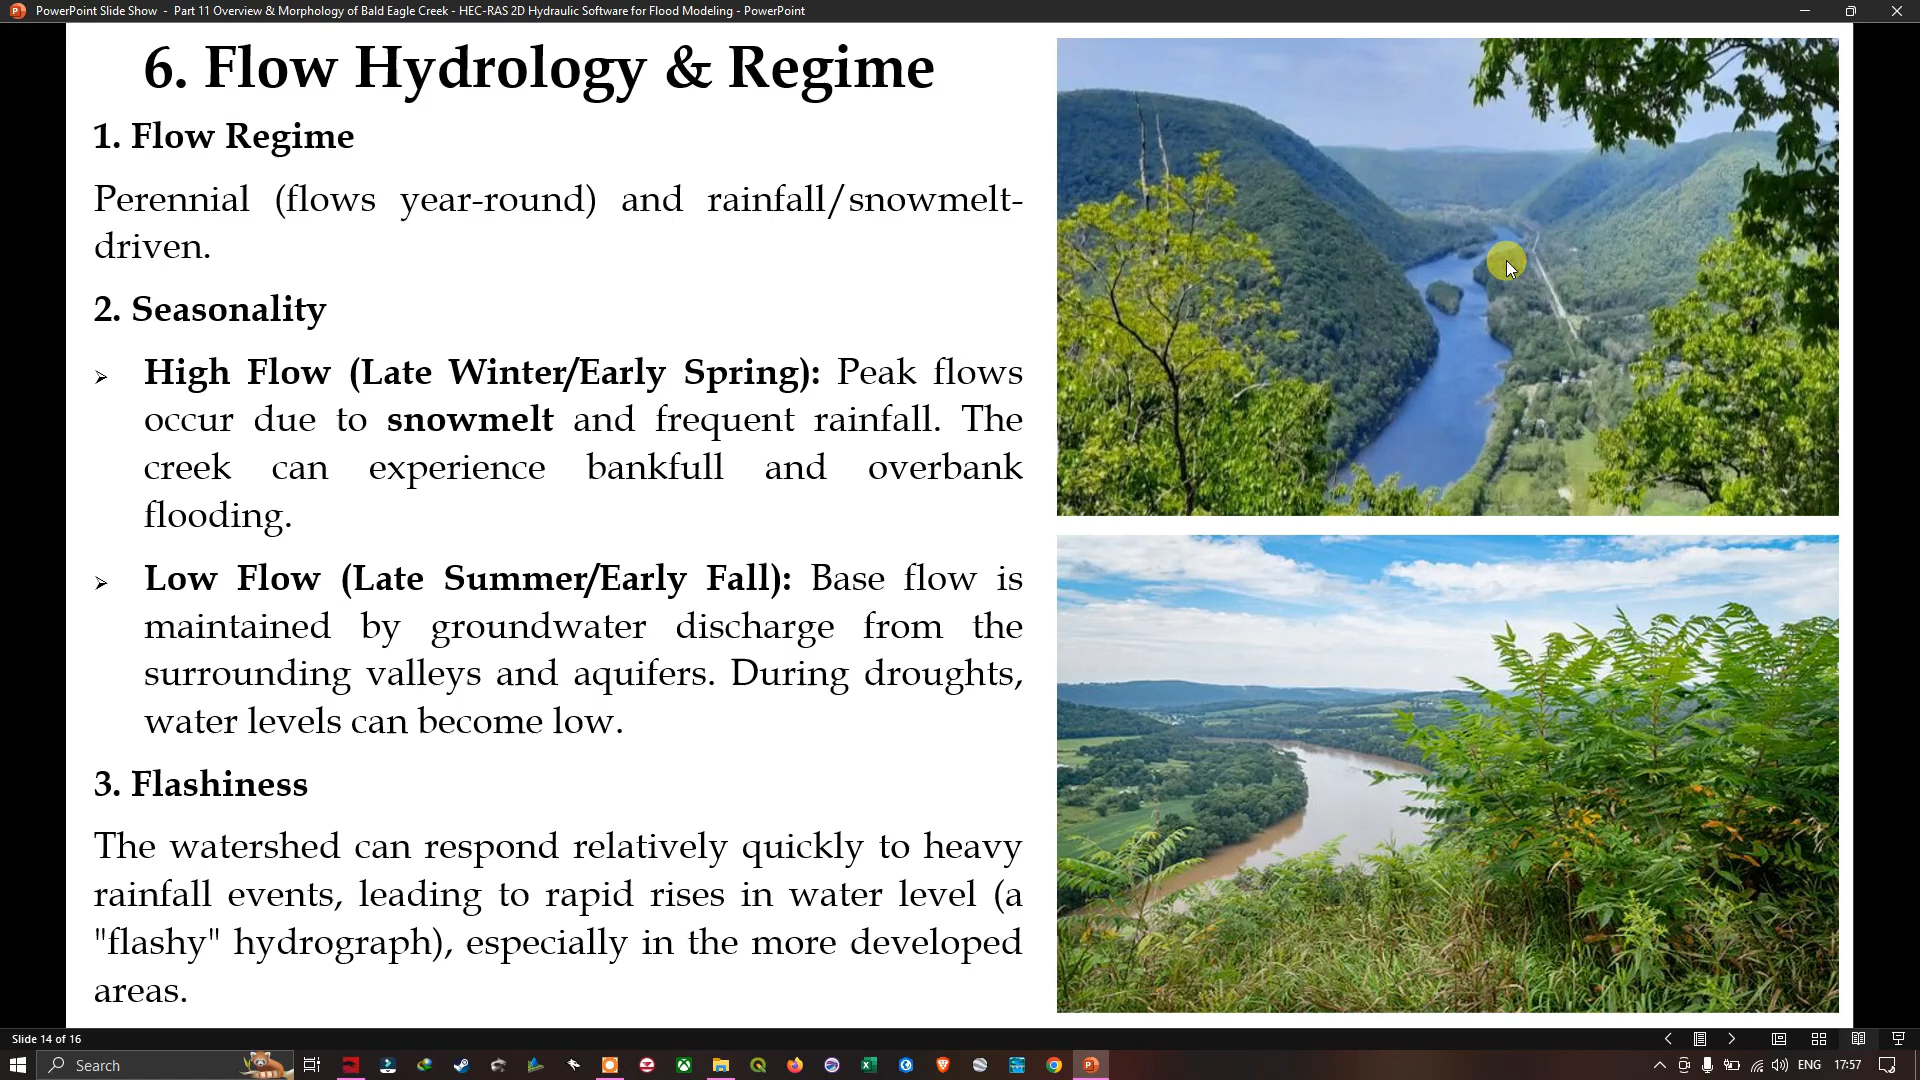 PowerPoint Slide Show - Part 11 Overview & Morphology of Bald Eagle Creek - HEC-RAS 2D Hydraulic Software for Flood Modeling - PowerPoint
6. Flow Hydrology & Regime
1. Flow Regime
Perennial (flows year-round) and rainfall/snowmelt-
driven.
2. Seasonality
High Flow (Late Winter/Early Spring): Peak flows
occur due to snowmelt and frequent rainfall. The
creek can experience bankfull and overbank
flooding.
Low Flow (Late Summer/Early Fall): Base flow is
maintained by groundwater discharge from the
surrounding valleys and aquifers. During droughts,
water levels can become low.
3. Flashiness
The watershed can respond relatively quickly to heavy
rainfall events, leading to rapid rises in water level (a
"flashy" hydrograph), especially in the more developed
areas.
Slide 14 of 16
Search
ENG
17:57